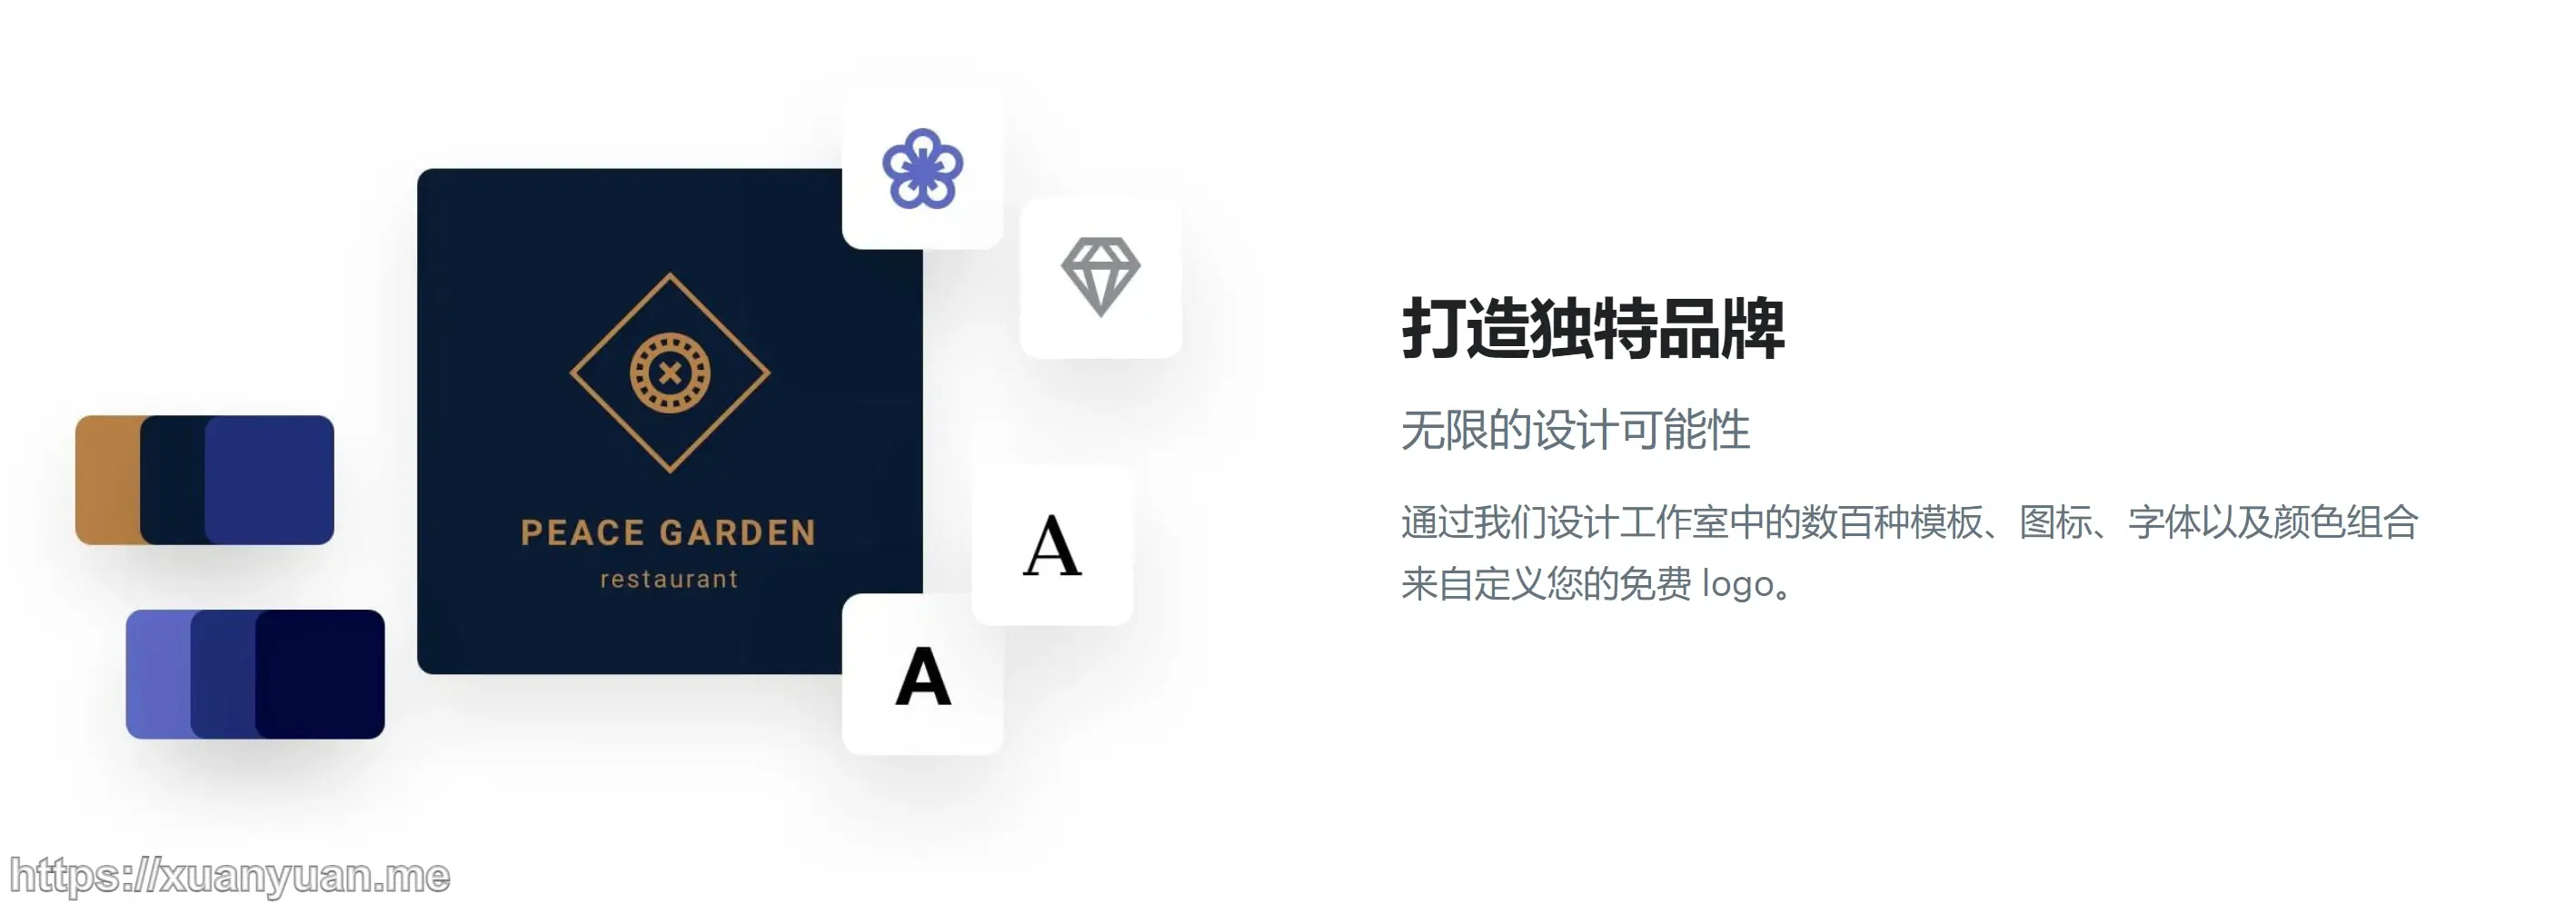 PEACE GARDEN
restaurant
A
A
打造独特品牌
无限的设计可能性
通过我们设计工作室中的数百种模板、图标、字体以及颜色组合
来自定义您的免费 logo。
https://xuanyuan.me